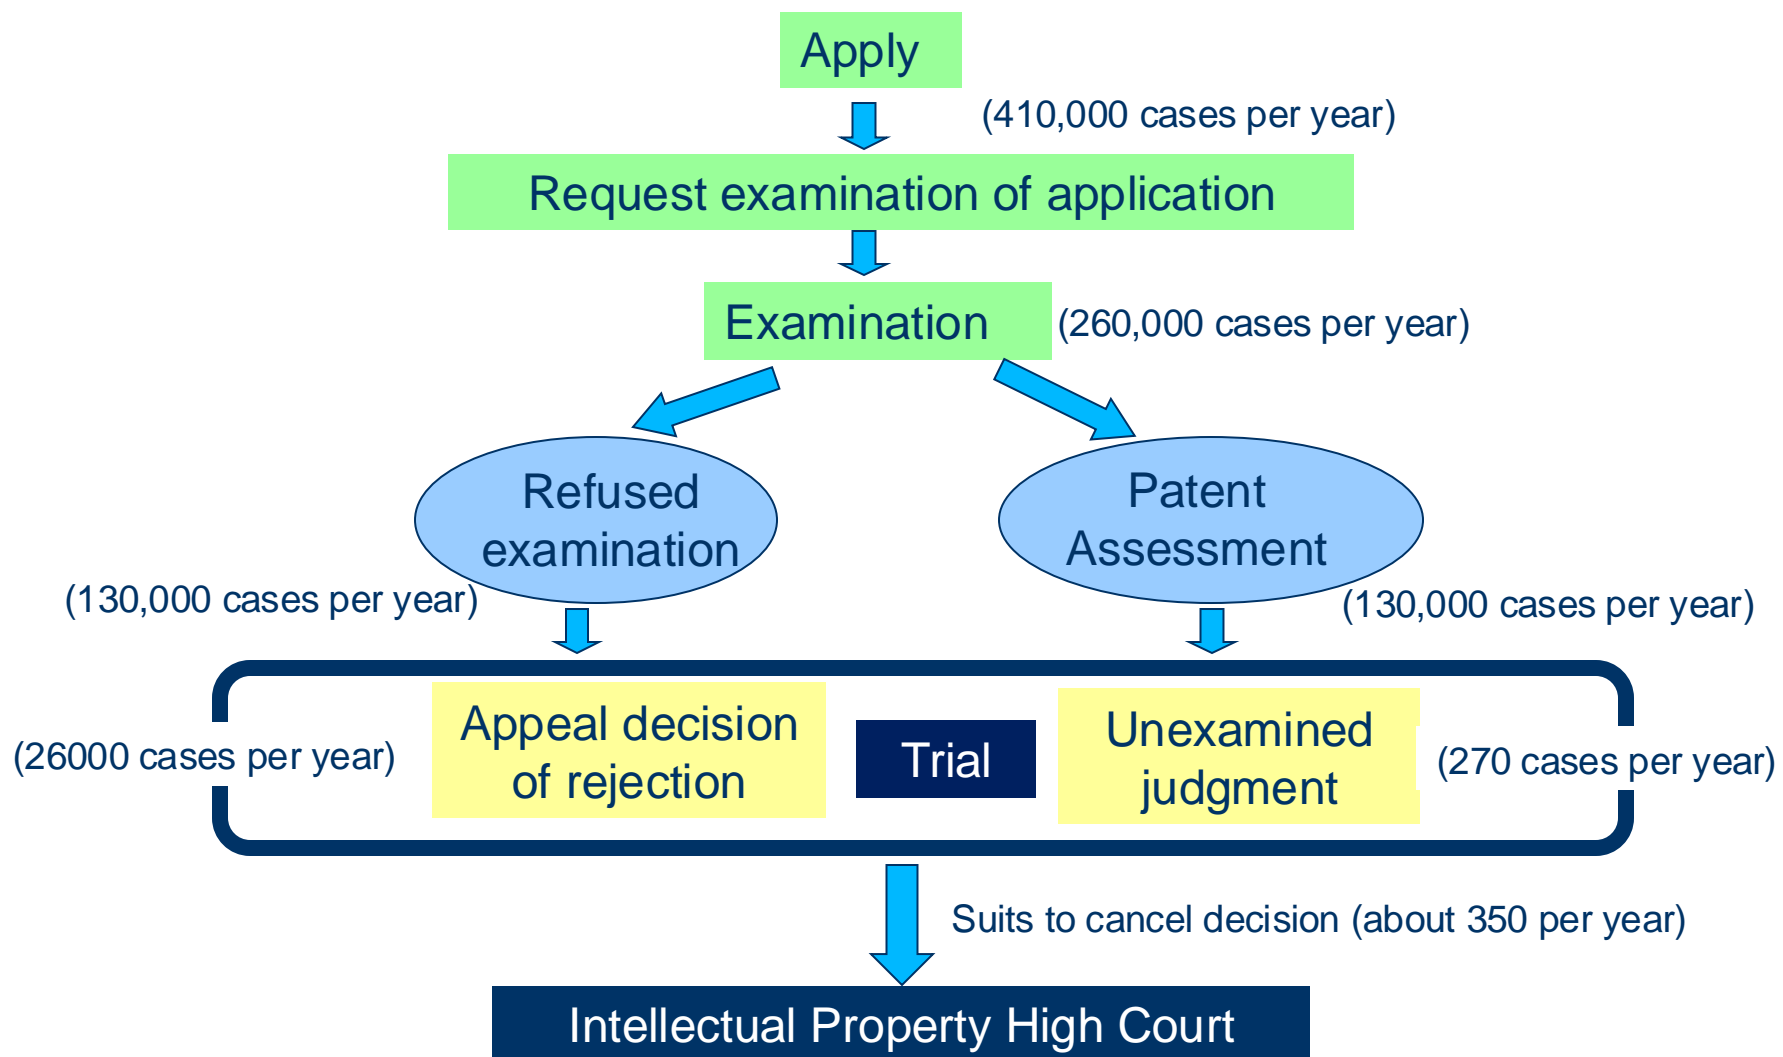 Apply
(410,000 cases per year)
Request examination of application
Examination
(260,000 cases per year)
Refused
examination
Patent
Assessment
(130,000 cases per year)
(130,000 cases per year)
(26000 cases per year)
Appeal decision
of rejection
Trial
Unexamined
judgment
(270 cases per year)
Suits to cancel decision (about 350 per year)
Intellectual Property High Court